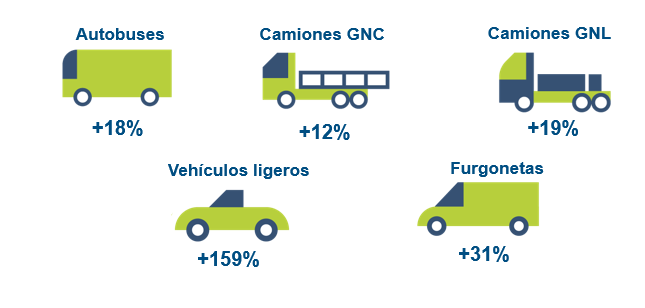 Autobuses
Camiones GNC
Camiones GNL
+18%
+12%
+19%
Vehículos ligeros
Furgonetas
+159%
+31%